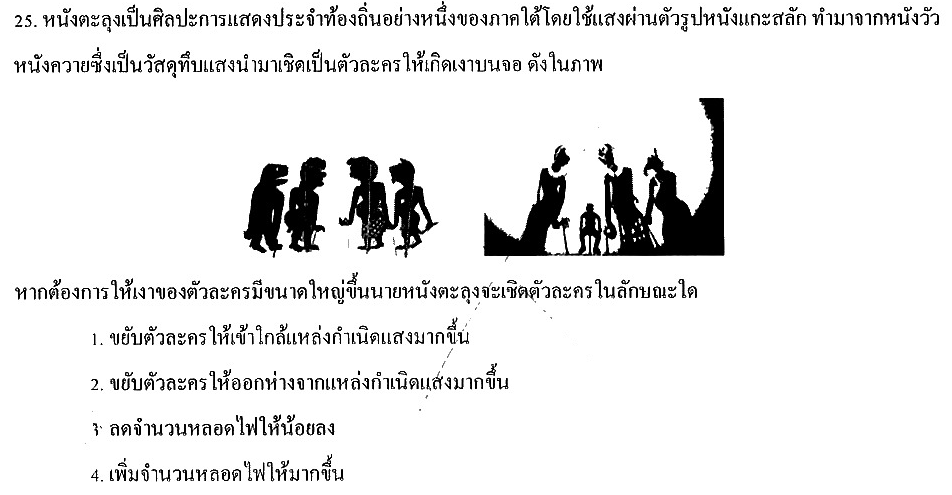 25. หนังตะลุงเป็นศิลปะการแสดงประจำท้องถิ่นอย่างหนึ่งของภาคใต้โดยใช้แสงผ่านตัวรูปหนังแกะสลัก ทำมาจากหนังวัว
หนังควายซึ่งเป็นวัสดุทึบแสงนำมาเชิดเป็นตัวละครให้เกิดเงาบนจอ ดังในภาพ
หากต้องการให้เงาของตัวละครมีขนาดใหญ่ขึ้นนายหนังตะลุงจะเชิดตัวละครในลักษณะใด
1. ขยับตัวละครให้เข้าใกล้แหล่งกำเนิดแสงมากขึ้น
2. ขยับตัวละครให้ออกห่างจากแหล่งกำเนิดแสงมากขึ้น
3. ลดจำนวนหลอดไฟให้น้อยลง
4. เพิ่มจำนวนหลอดไฟให้มากขึ้น